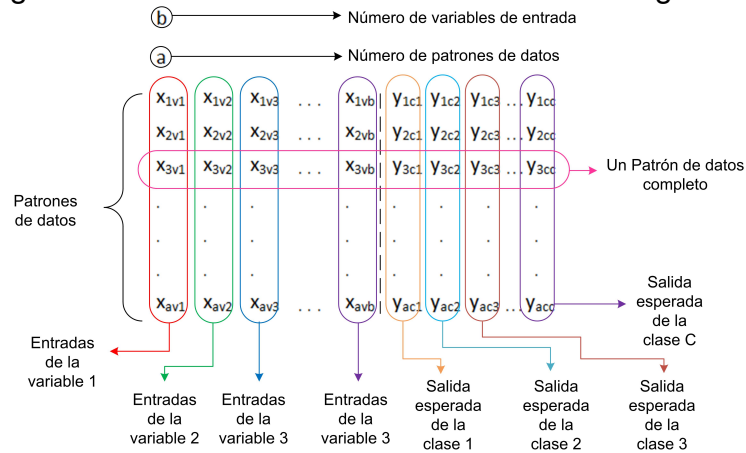 b Número de variables de entrada
a Número de patrones de datos
x1v1 x1v2 x1v3 ... x1vb y1c1 y1c2 y1c3 ... y1cc
x2v1 x2v2 x2v3 ... x2vb y2c1 y2c2 y2c3 ... y2cc
x3v1 x3v2 x3v3 ... x3vb y3c1 y3c2 y3c3 ... y3cc
Un Patrón de datos
completo
Patrones
de datos
. . . . . . . .
. . . . . . . .
. . . . . . . .
xav1 xav2 xav3 ... xavb yac1 yac2 yac3 ... yacc
Salida
esperada
de la
clase C
Entradas
de la
variable 1
Entradas
de la
variable 2
Entradas
de la
variable 3
Entradas
de la
variable 3
Salida
esperada
de la
clase 1
Salida
esperada
de la
clase 2
Salida
esperada
de la
clase 3